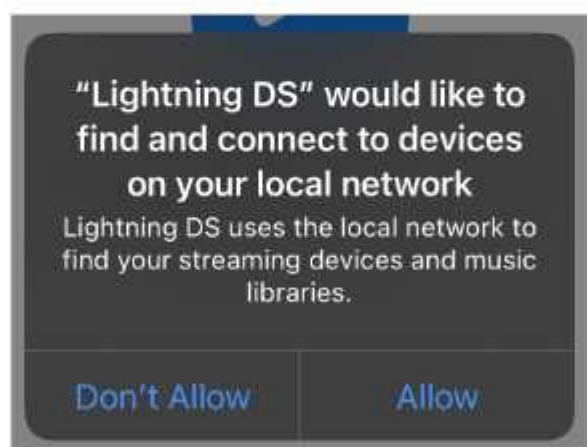 “Lightning DS” would like to
find and connect to devices
on your local network
Lightning DS uses the local network to
find your streaming devices and music
libraries.
Don’t Allow
Allow